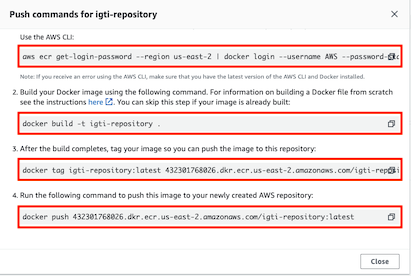 Push commands for igti-repository
Use the AWS CLI:
aws ecr get-login-password --region us-east-2 | docker login --username AWS --password-
Note: If you receive an error using the AWS CLI, make sure that you have the latest version of the AWS CLI and Docker installed.
2. Build your Docker image using the following command. For information on building a Docker file from scratch
see the instructions here. You can skip this step if your image is already built:
docker build -t igti-repository .
3. After the build completes, tag your image so you can push the image to this repository:
docker tag igti-repository:latest 432301768026.dkr.ecr.us-east-2.amazonaws.com/igti-
4. Run the following command to push this image to your newly created AWS repository:
docker push 432301768026.dkr.ecr.us-east-2.amazonaws.com/igti-repository:latest
Close